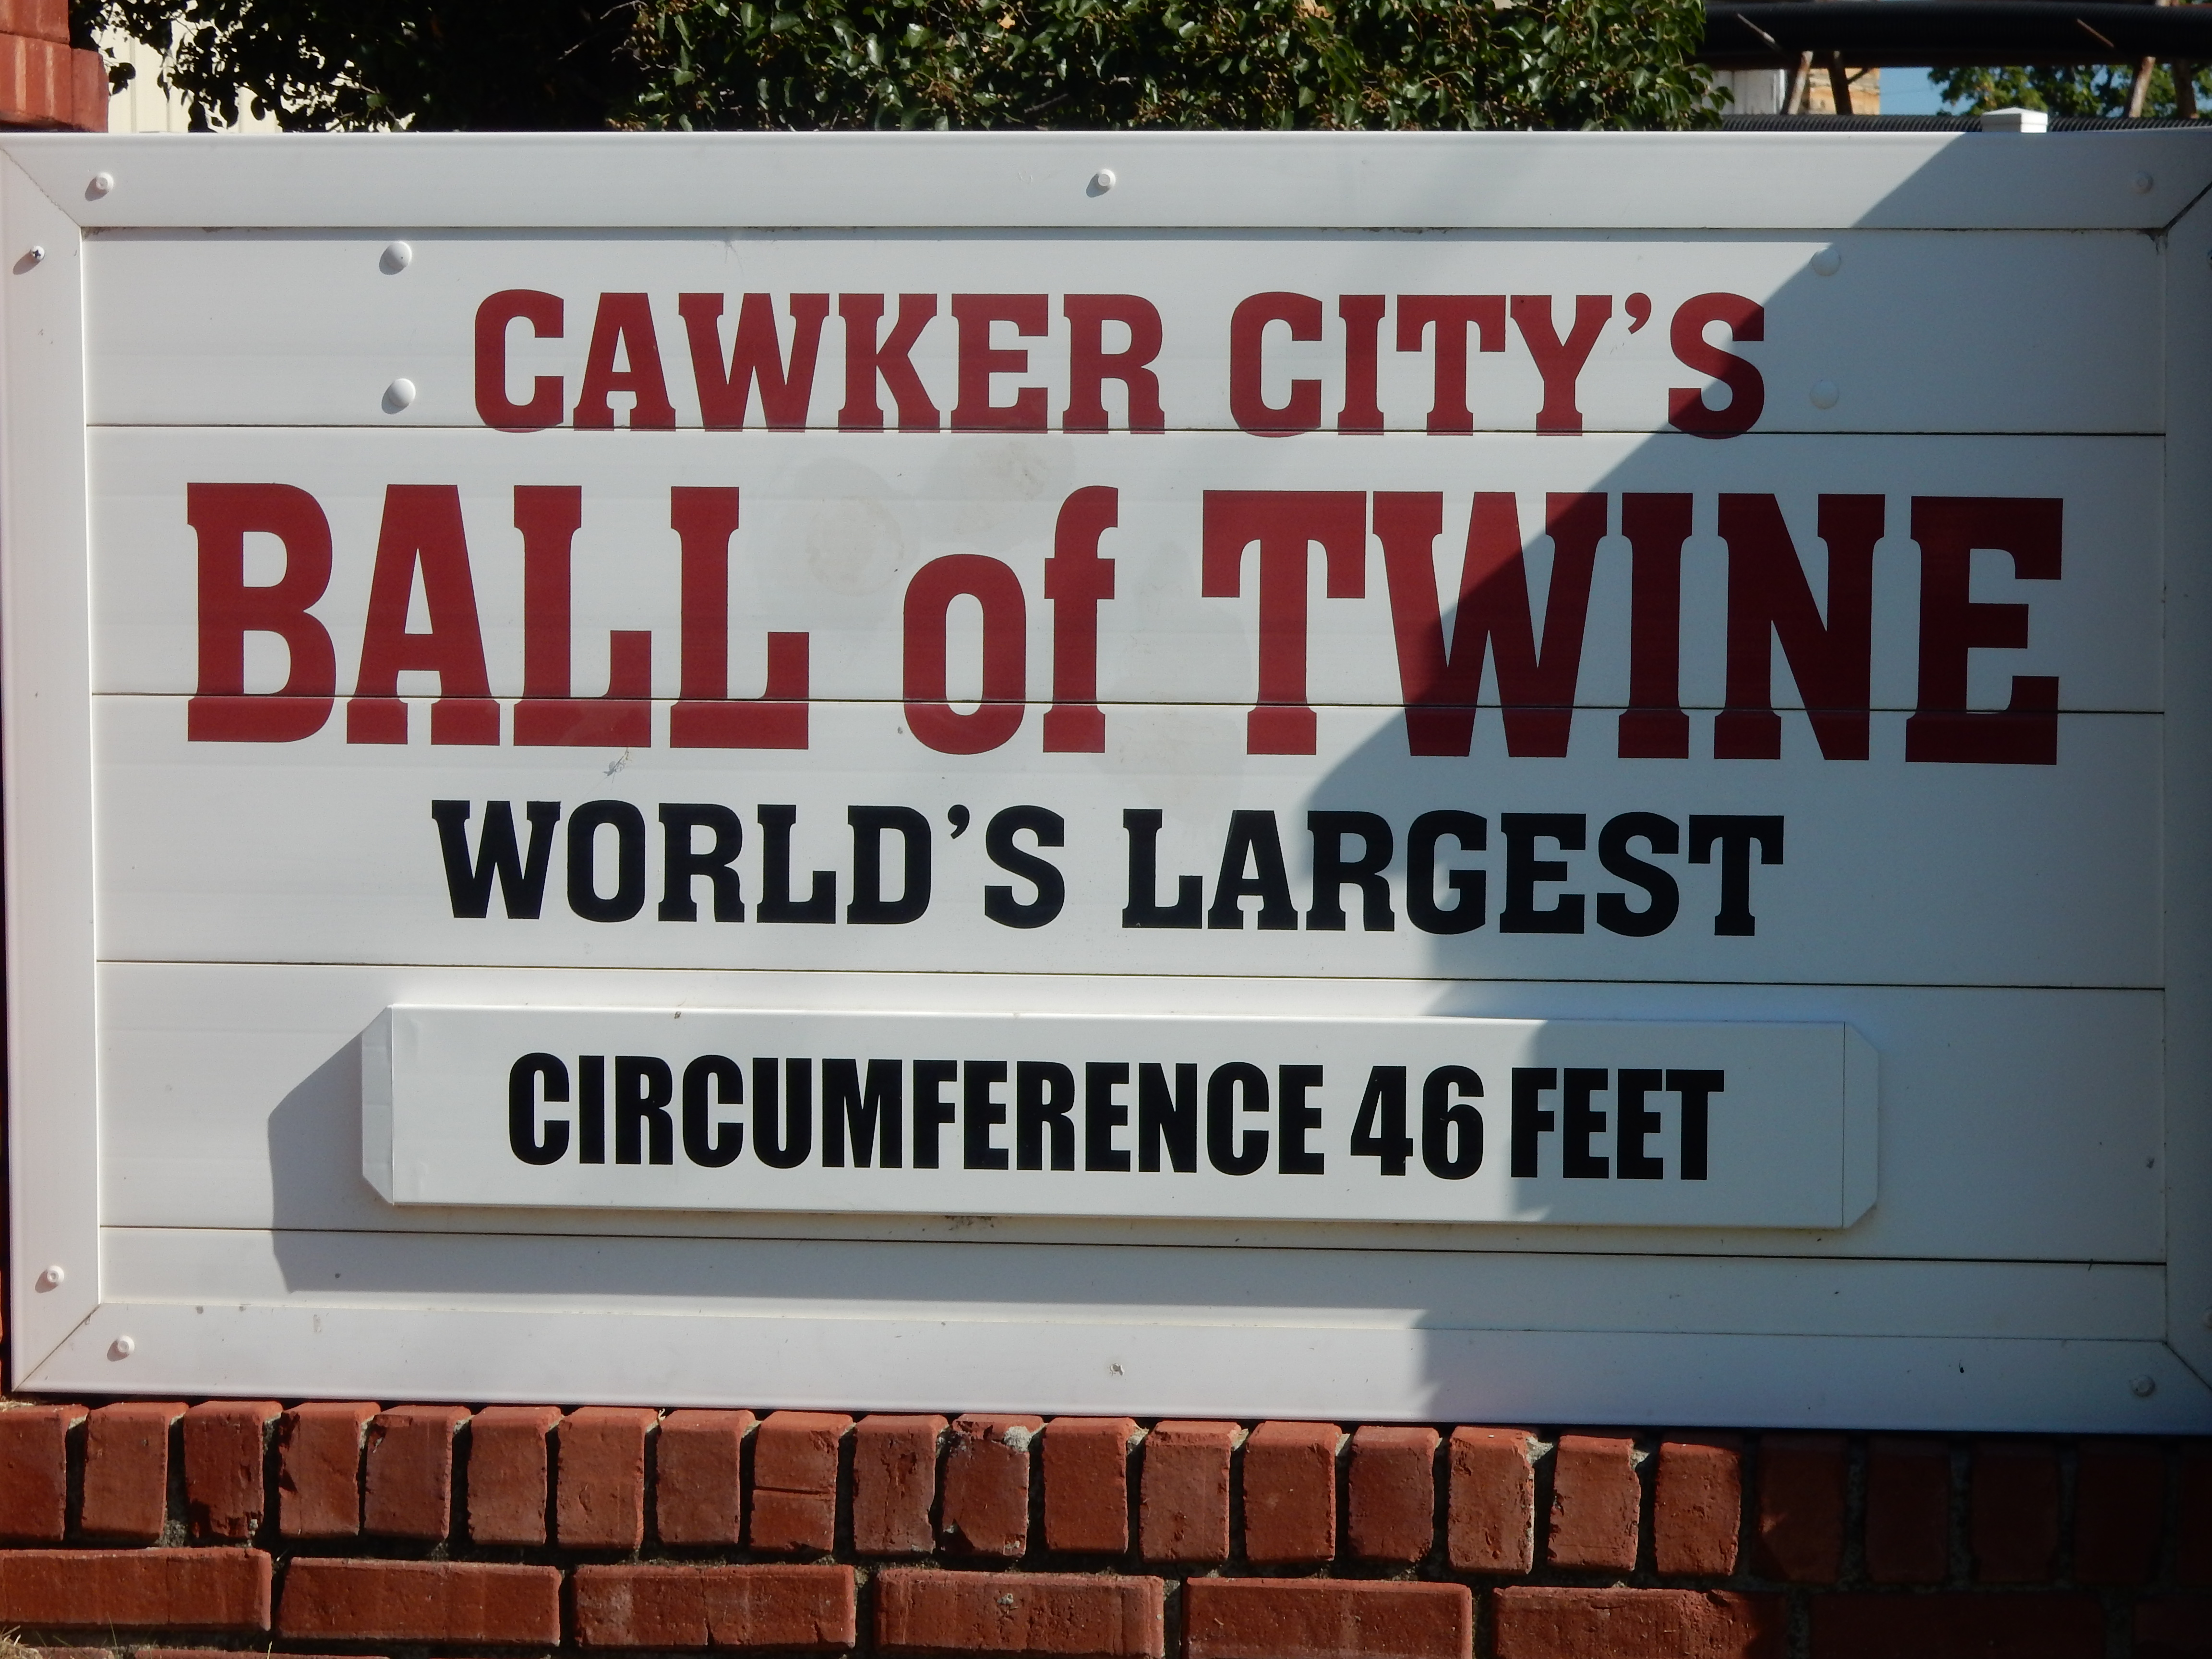 CAWKER CITY’S
BALL of TWINE
WORLD’S LARGEST
CIRCUMFERENCE 46 FEET